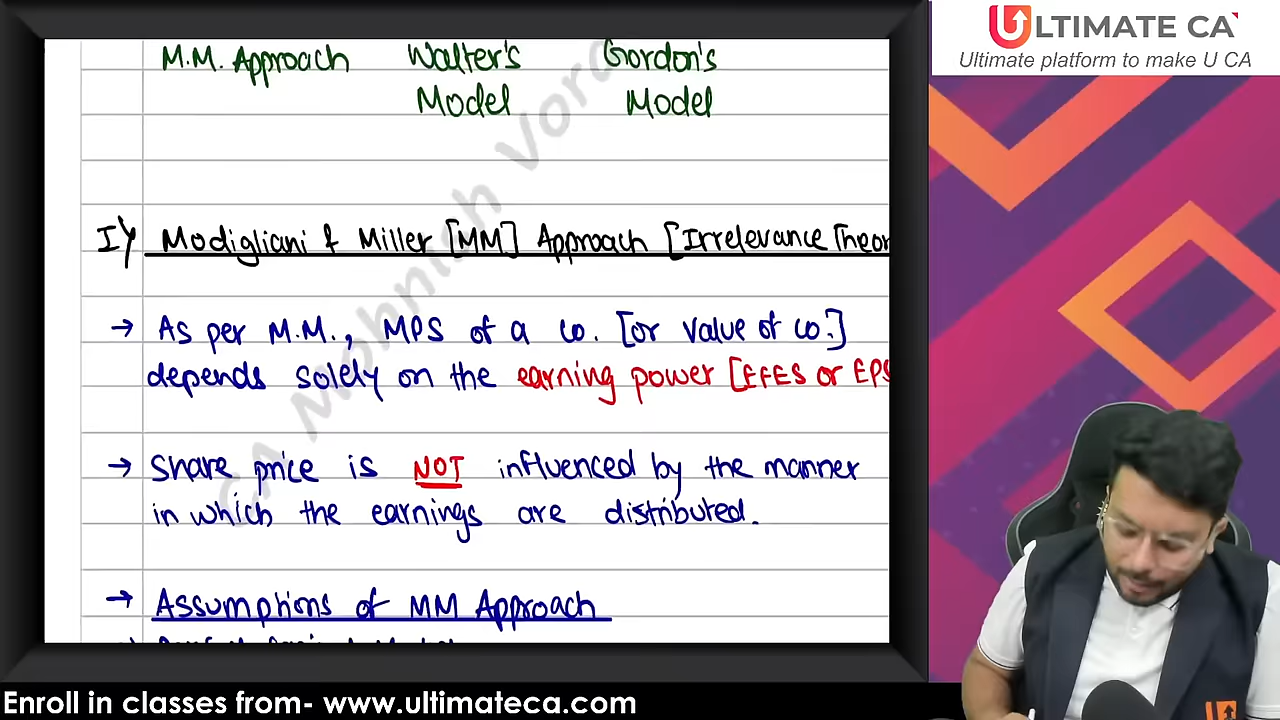 M.M. Approach Walter's Gordon's
Model Model
I) Modigliani & Miller [MM] Approach [Irrelevance Theor
→ As per M.M., MPS of a co. [or value of co.]
depends solely on the earning power [EFES or EPS
→ Share price is NOT influenced by the manner
in which the earnings are distributed.
→ Assumptions of MM Approach
CA Mohnish Vora
ULTIMATE CA
Ultimate platform to make U CA
Enroll in classes from- www.ultimateca.com